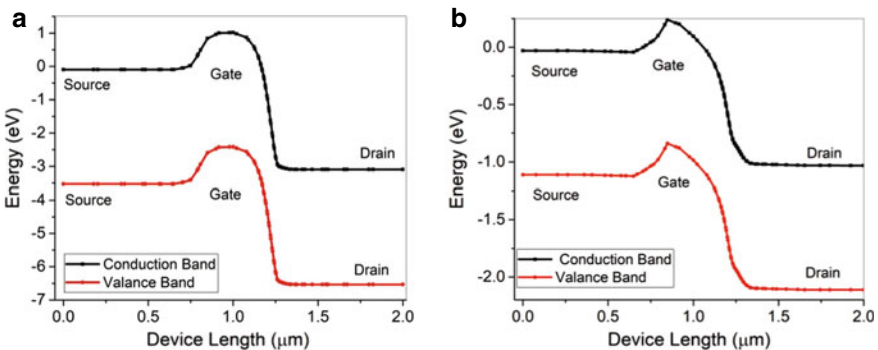 a
1
0
-1
-2
-3
-4
-5
-6
-7
Energy (eV)
Source
Gate
Drain
Source
Gate
Drain
Conduction Band
Valance Band
0.0
0.5
1.0
1.5
2.0
Device Length (μm)
b
0.0
-0.5
-1.0
-1.5
-2.0
Energy (eV)
Source
Gate
Drain
Source
Gate
Drain
Conduction Band
Valance Band
0.0
0.5
1.0
1.5
2.0
Device Length (μm)